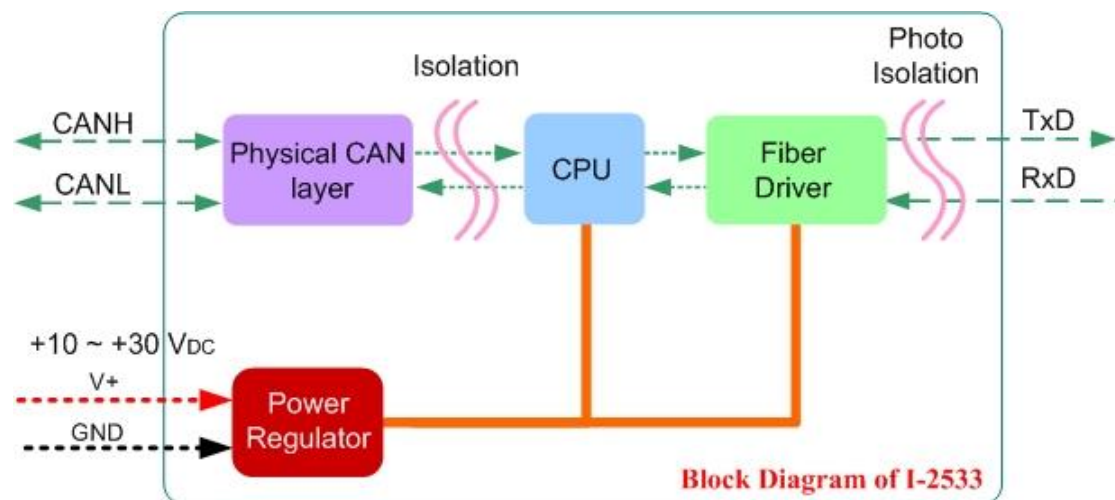 Isolation
Photo
Isolation
CANH
CANL
Physical CAN
layer
CPU
Fiber
Driver
TxD
RxD
+10 ~ +30 VDC
V+
GND
Power
Regulator
Block Diagram of I-2533